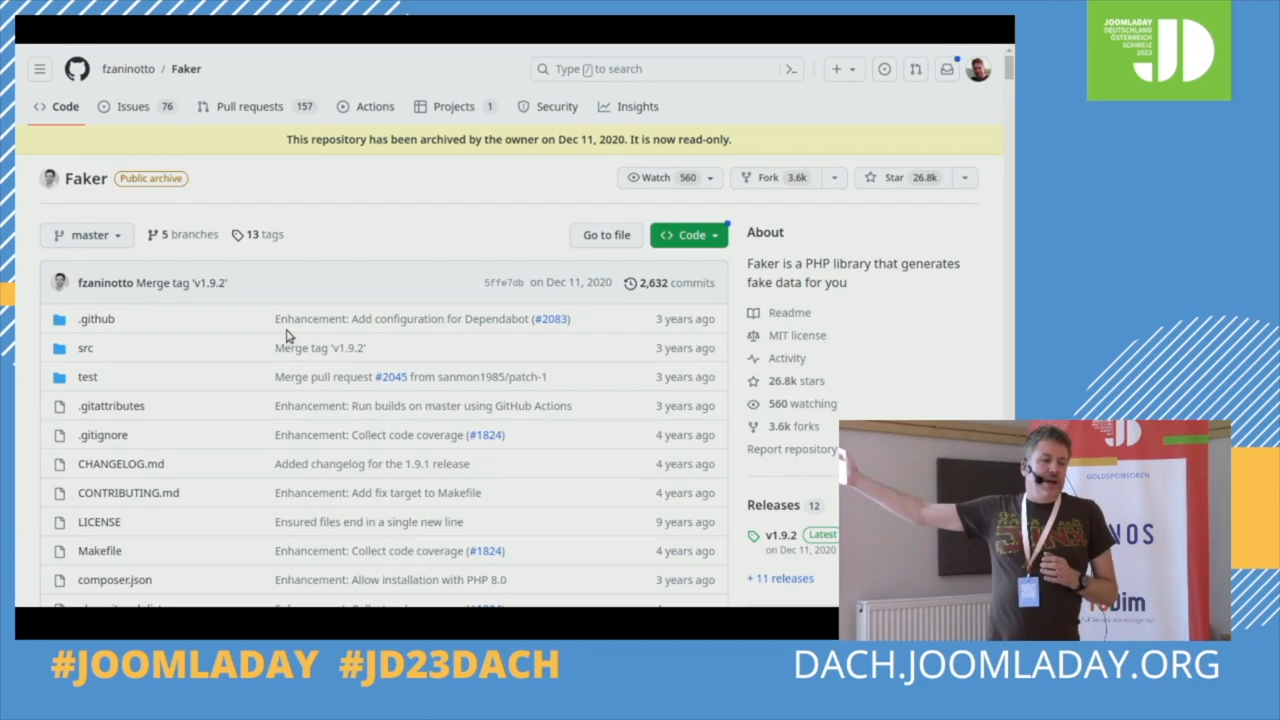 fzaninotto / Faker
Type / to search
<> Code
Issues 76
Pull requests 157
Actions
Projects 1
Security
Insights
This repository has been archived by the owner on Dec 11, 2020. It is now read-only.
Faker Public archive
Watch 560
Fork 3.6k
Star 26.8k
master
5 branches
13 tags
Go to file
<> Code
fzaninotto Merge tag 'v1.9.2' 5ffe7db on Dec 11, 2020 2,632 commits
.github Enhancement: Add configuration for Dependabot (#2083) 3 years ago
src Merge tag 'v1.9.2' 3 years ago
test Merge pull request #2045 from sanmon1985/patch-1 3 years ago
.gitattributes Enhancement: Run builds on master using GitHub Actions 3 years ago
.gitignore Enhancement: Collect code coverage (#1824) 4 years ago
CHANGELOG.md Added changelog for the 1.9.1 release 4 years ago
CONTRIBUTING.md Enhancement: Add fix target to Makefile 4 years ago
LICENSE Ensured files end in a single new line 9 years ago
Makefile Enhancement: Collect code coverage (#1824) 4 years ago
composer.json Enhancement: Allow installation with PHP 8.0 3 years ago
About
Faker is a PHP library that generates
fake data for you
Readme
MIT license
Activity
26.8k stars
560 watching
3.6k forks
Report repository
Releases 12
v1.9.2 Latest
on Dec 11, 2020
+ 11 releases
JOOMLADAY
DEUTSCHLAND
ÖSTERREICH
SCHWEIZ
2023
JD
GOLDSPONSOREN
NOS
#JOOMLADAY #JD23DACH
DACH.JOOMLADAY.ORG